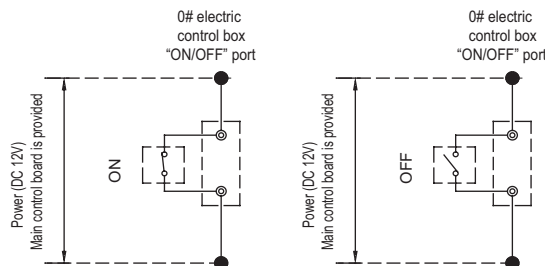 0# electric
control box
“ON/OFF” port
Power (DC 12V)
Main control board is provided
ON
0# electric
control box
“ON/OFF” port
Power (DC 12V)
Main control board is provided
OFF